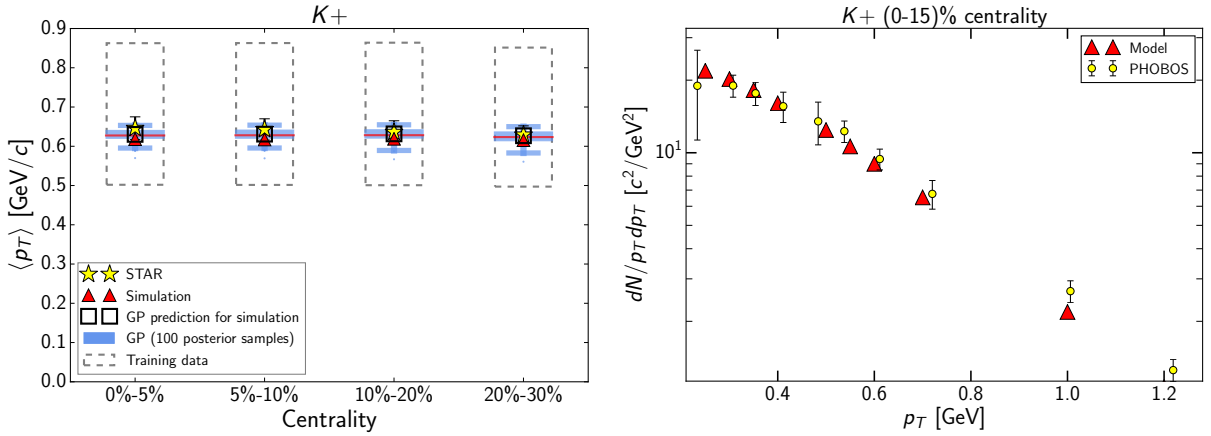 K+
⟨p_T⟩ [GeV/c]
0.9
0.8
0.7
0.6
0.5
0.4
0.3
0.2
0.1
0.0
STAR
Simulation
GP prediction for simulation
GP (100 posterior samples)
Training data
0%-5% 5%-10% 10%-20% 20%-30%
Centrality
K+ (0-15)% centrality
dN/p_T dp_T [c²/GeV²]
10¹
Model
PHOBOS
0.4 0.6 0.8 1.0 1.2
p_T [GeV]